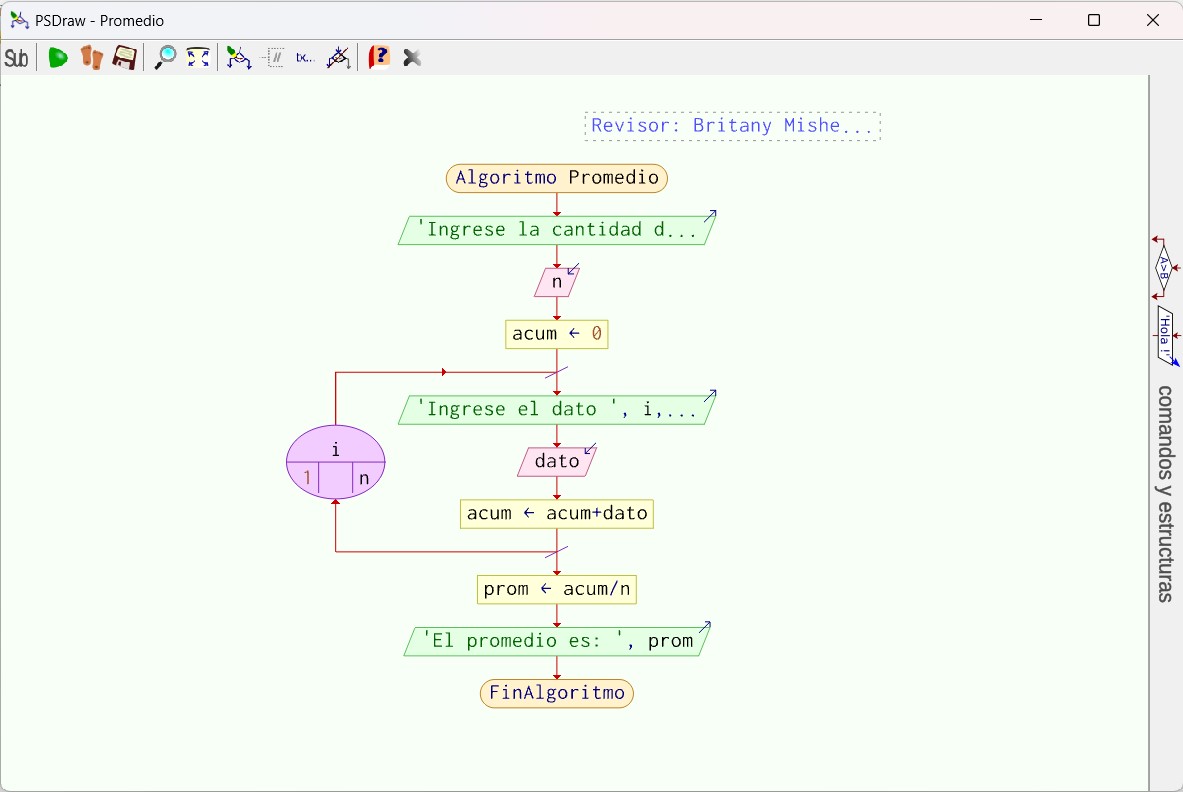 PSDraw - Promedio
Sub
tx...
?
Revisor: Britany Mishe...
Algoritmo Promedio
'Ingrese la cantidad d...
n
acum ← 0
'Ingrese el dato ', i,...
i
1 n
dato
acum ← acum+dato
prom ← acum/n
'El promedio es: ', prom
FinAlgoritmo
A>B
'Hola !'
comandos y estructuras